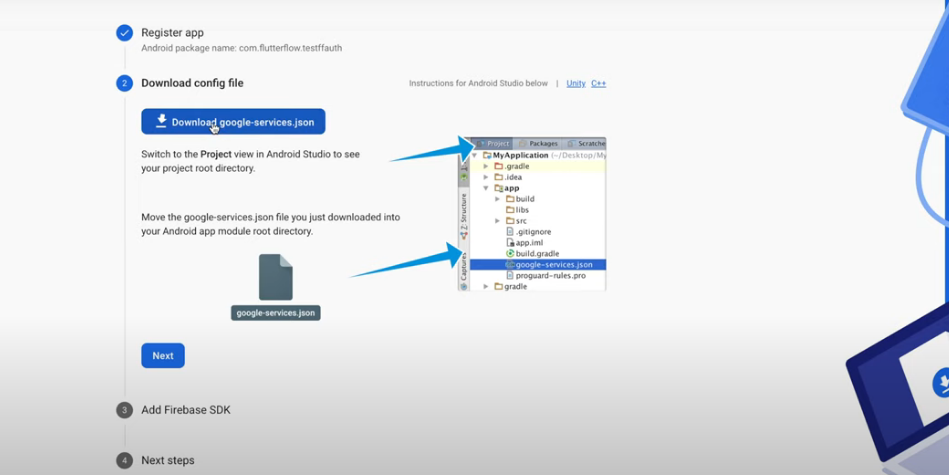 Register app
Android package name: com.flutterflow.testffauth
2 Download config file
Instructions for Android Studio below | Unity C++
Download google-services.json
Switch to the Project view in Android Studio to see
your project root directory.
Move the google-services.json file you just downloaded into
your Android app module root directory.
google-services.json
Next
Project Packages Scratche
MyApplication (~/Desktop/My
.gradle
.idea
app
build
libs
src
.gitignore
app.iml
build.gradle
google-services.json
proguard-rules.pro
gradle
Z: Structure
Captures
3 Add Firebase SDK
4 Next steps